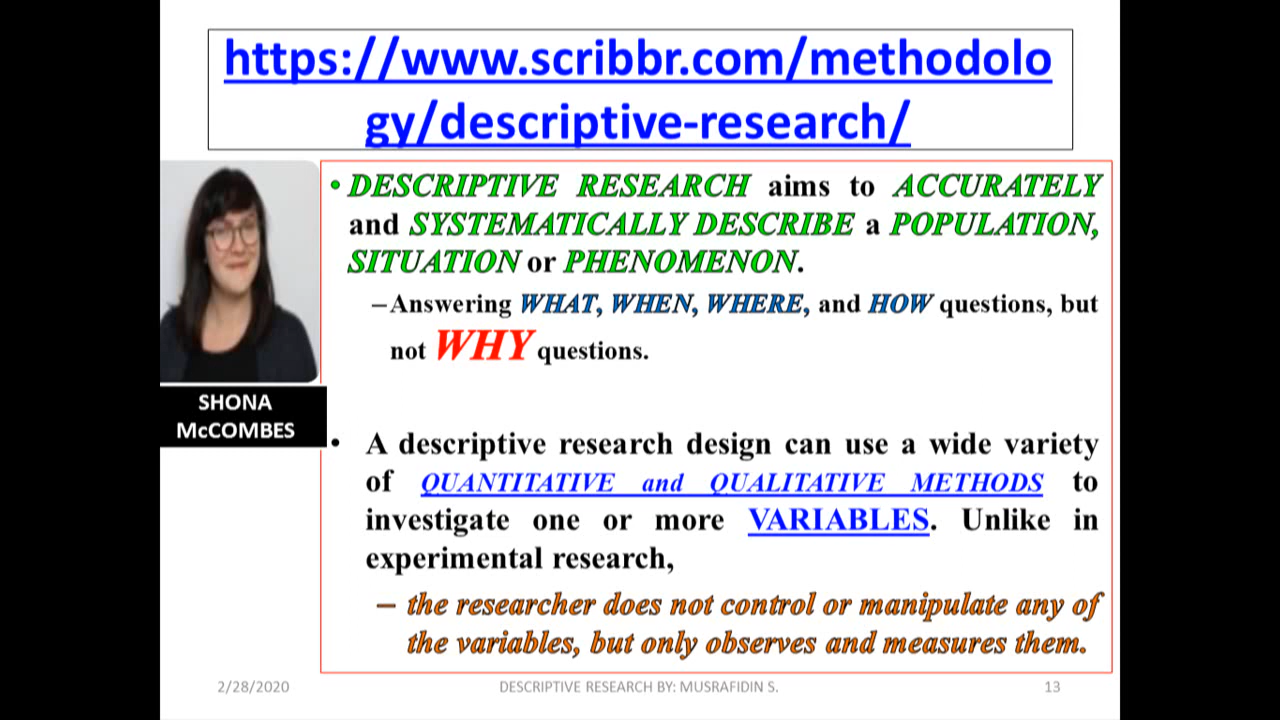 https://www.scribbr.com/methodolo
gy/descriptive-research/
SHONA
McCOMBES
• DESCRIPTIVE RESEARCH aims to ACCURATELY
and SYSTEMATICALLY DESCRIBE a POPULATION,
SITUATION or PHENOMENON.
–Answering WHAT, WHEN, WHERE, and HOW questions, but
not WHY questions.
• A descriptive research design can use a wide variety
of QUANTITATIVE and QUALITATIVE METHODS to
investigate one or more VARIABLES. Unlike in
experimental research,
– the researcher does not control or manipulate any of
the variables, but only observes and measures them.
2/28/2020 DESCRIPTIVE RESEARCH BY: MUSRAFIDIN S. 13